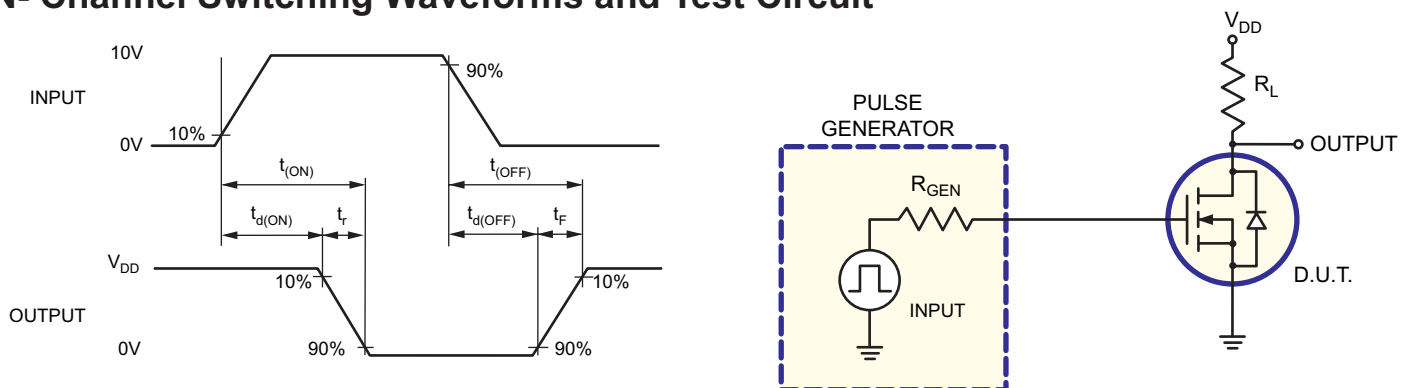 N- Channel Switching Waveforms and Test Circuit
10V
INPUT
0V
10%
90%
t(ON)
t(OFF)
td(ON)
tr
td(OFF)
tF
VDD
10%
10%
OUTPUT
0V
90%
90%
VDD
RL
PULSE
GENERATOR
OUTPUT
RGEN
INPUT
D.U.T.